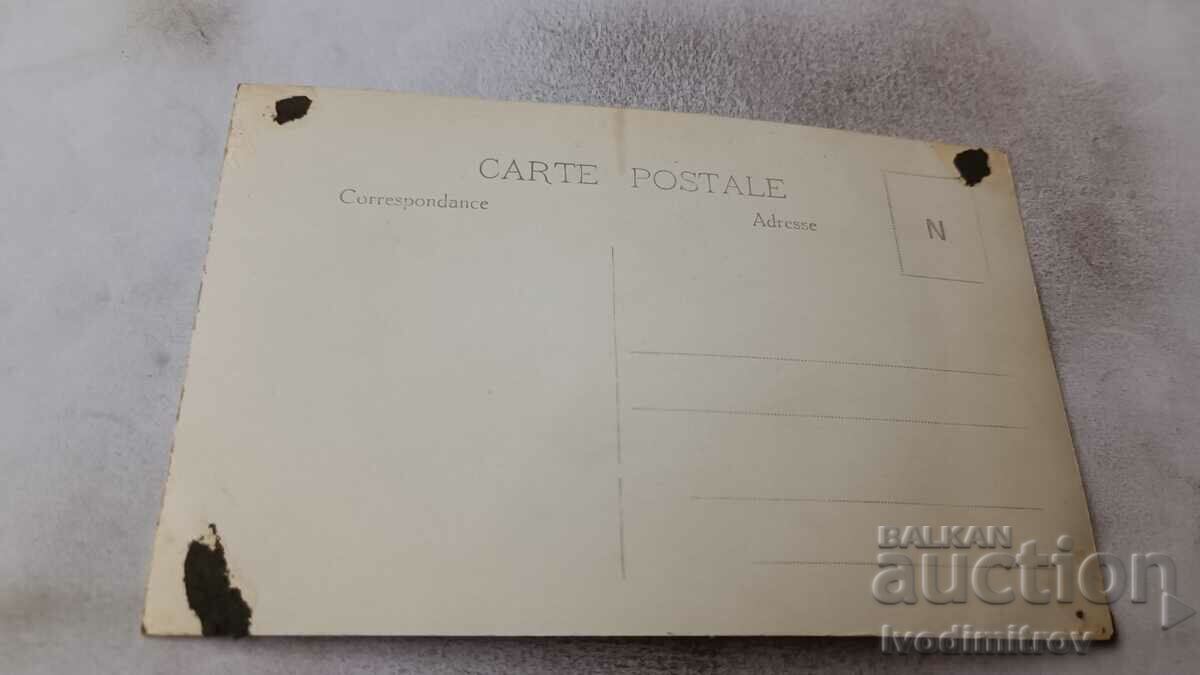 CARTE POSTALE
Correspondance
Adresse
N
BALKAN
auction
Ivodimitrov